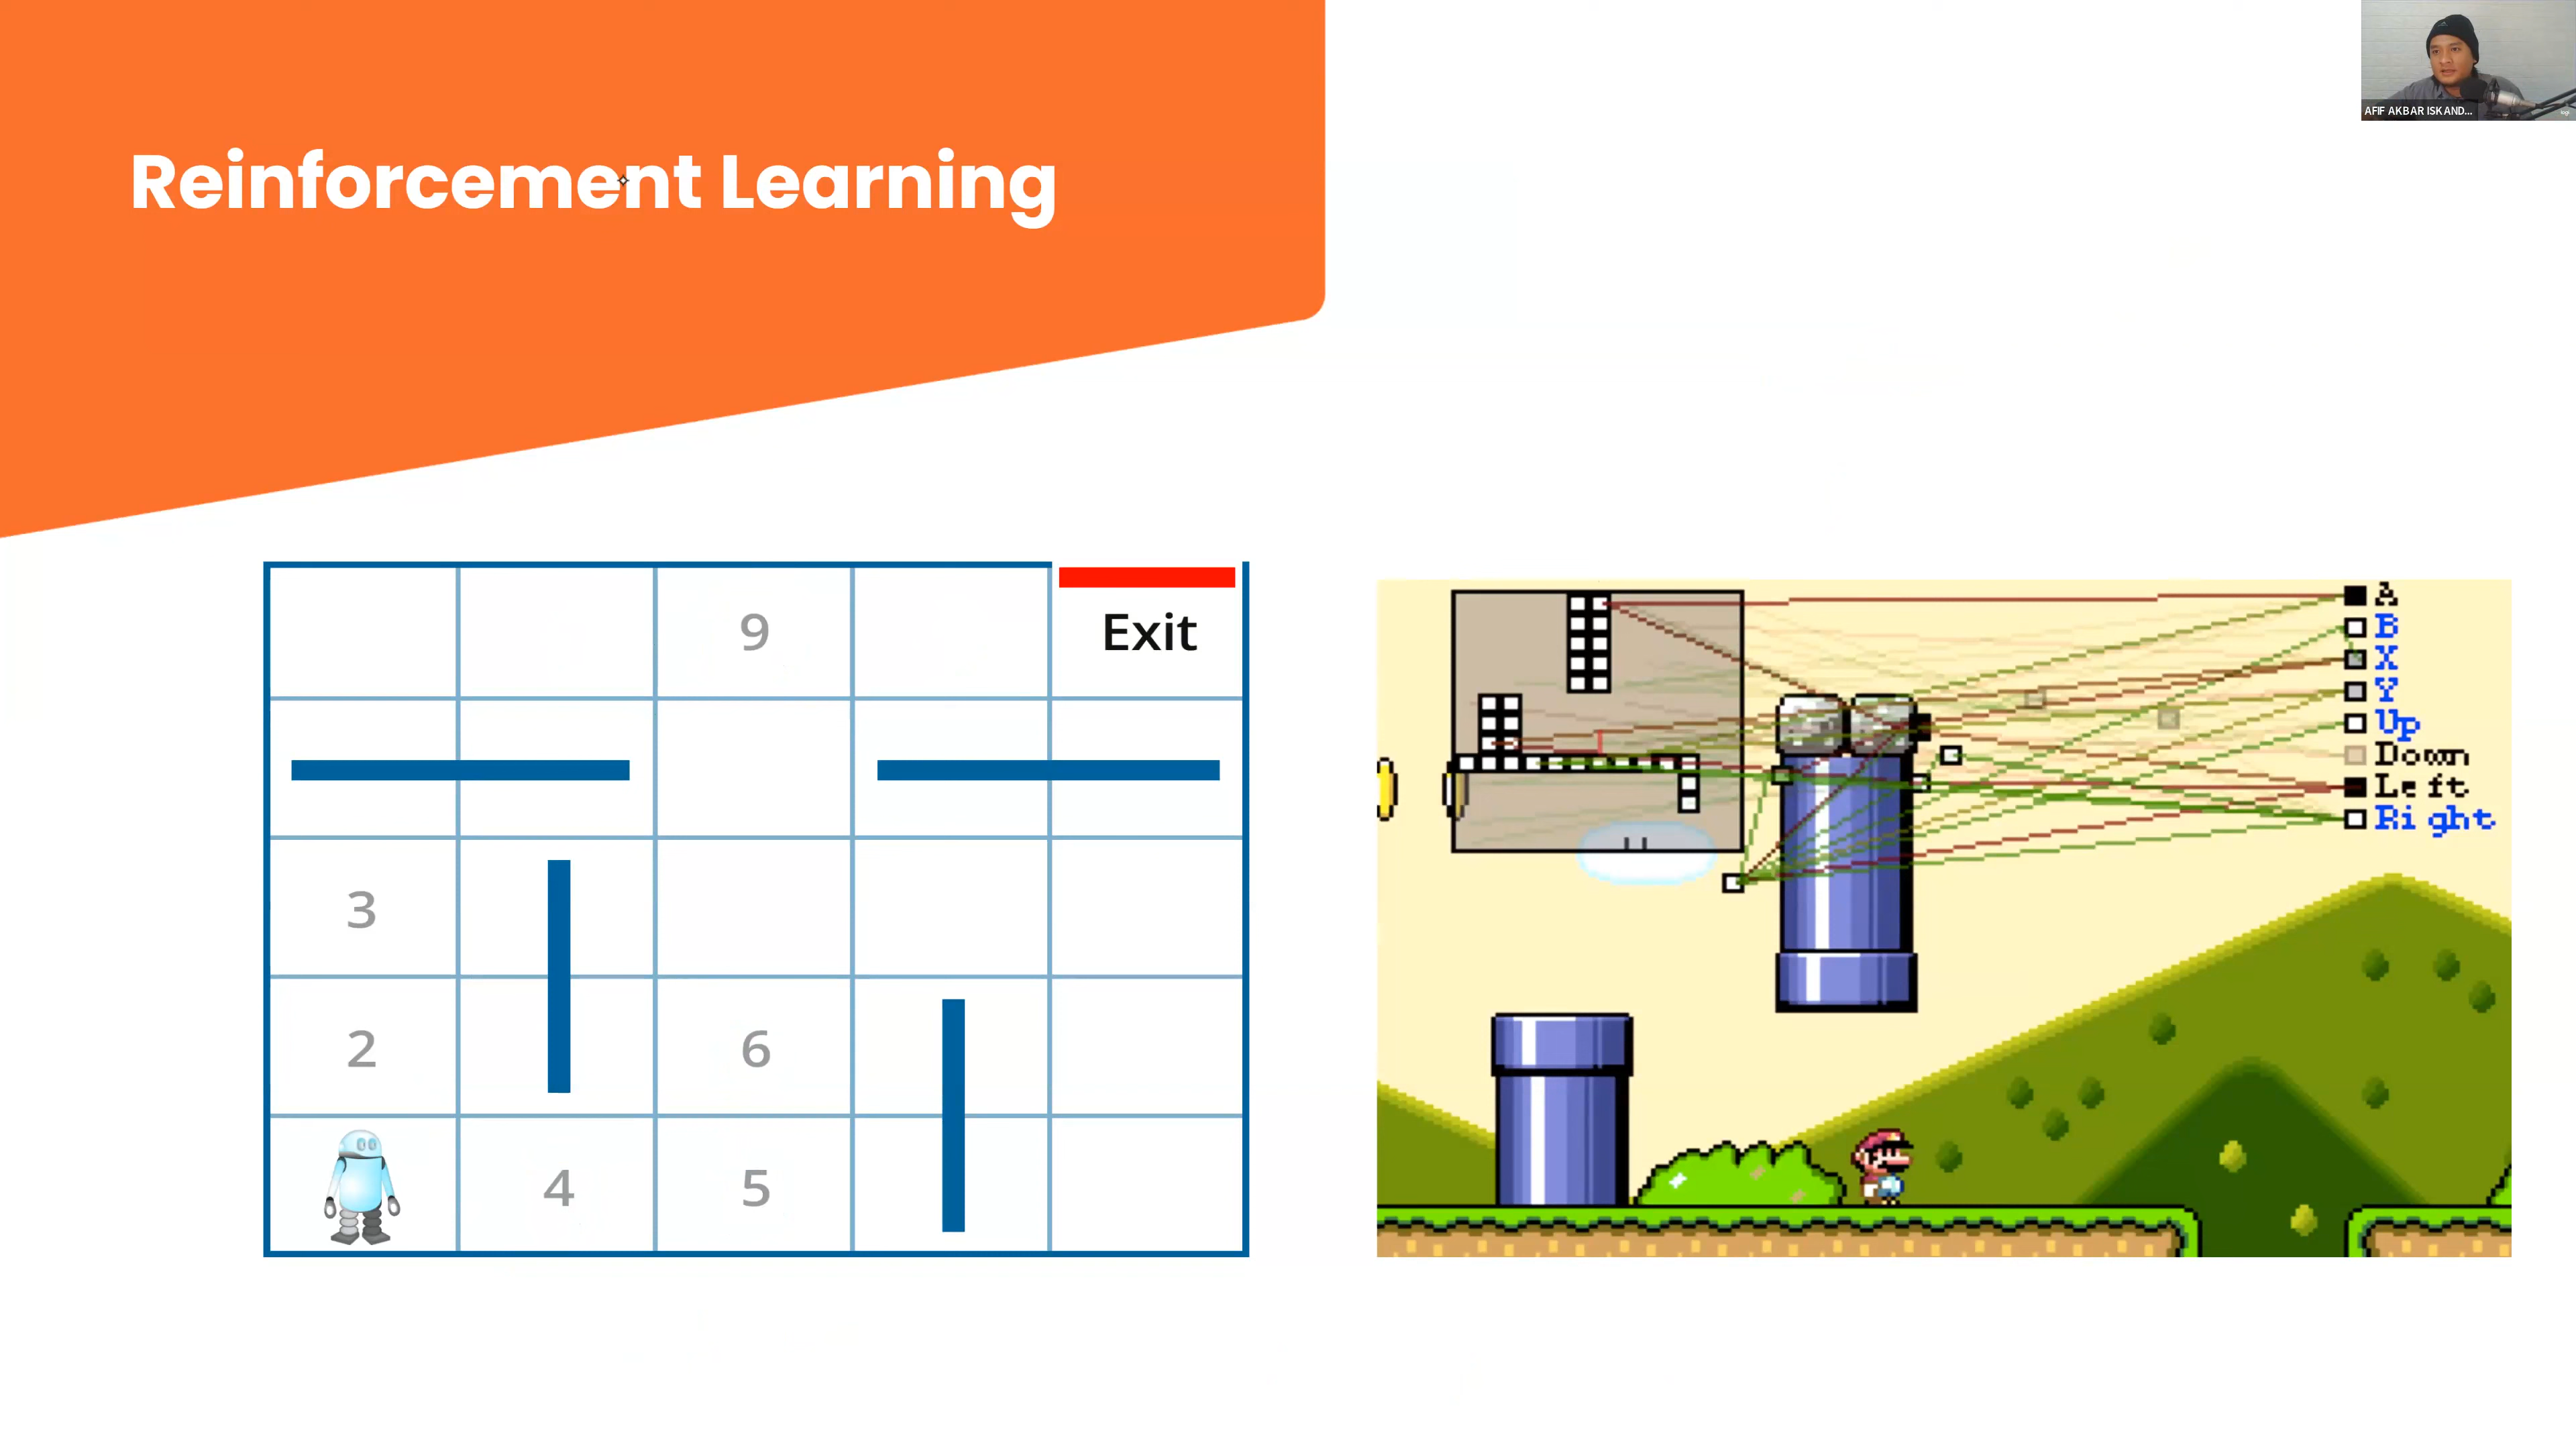 AFIF AKBAR ISKAND...
Reinforcement Learning
9
Exit
3
2
6
4
5
A
B
X
Y
Up
Down
Left
Right